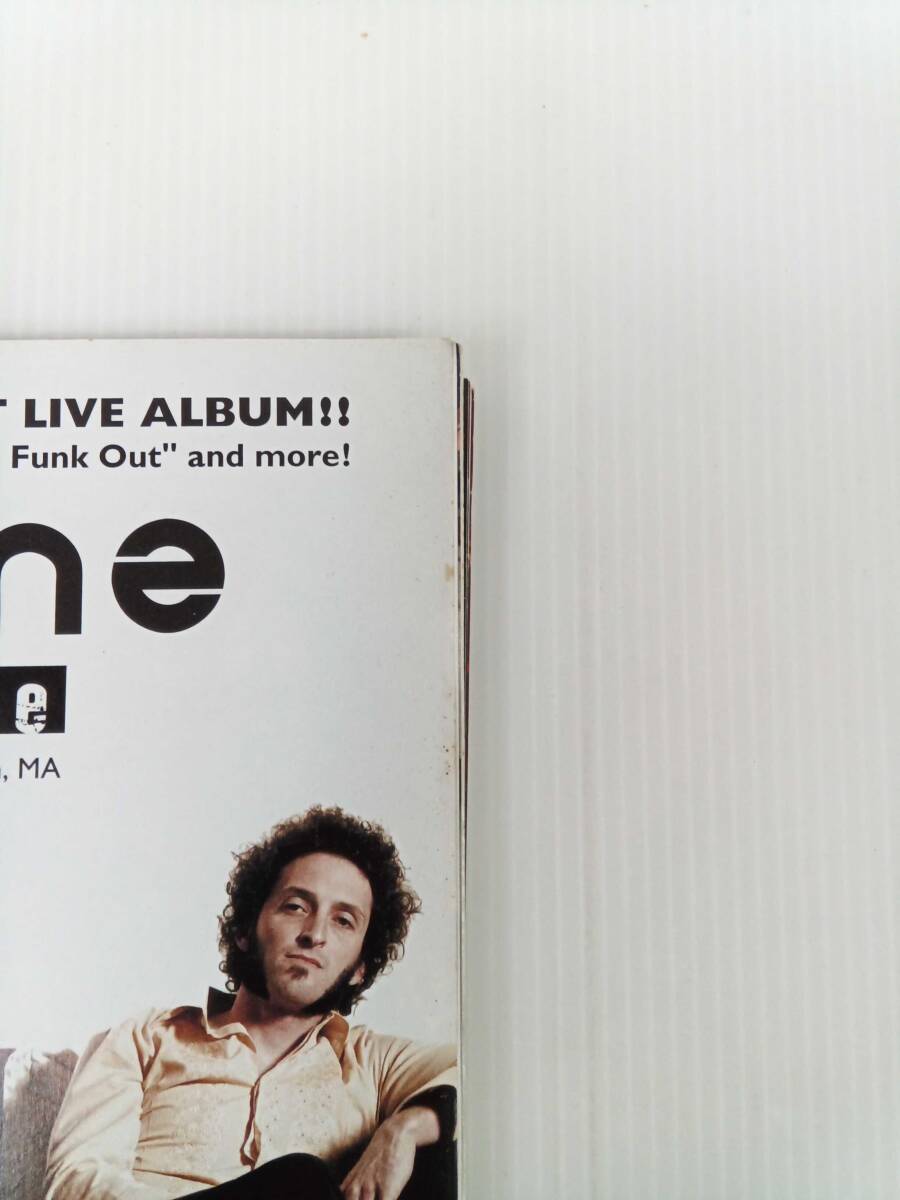 LIVE ALBUM!!
Funk Out" and more!
ne
e
, MA